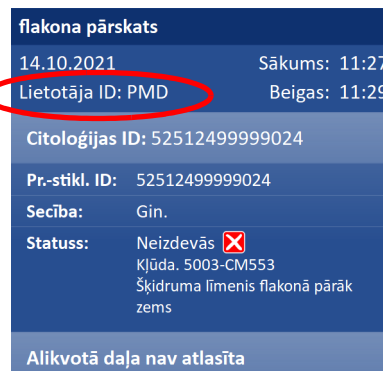 flakona pārskats
14.10.2021 Sākums: 11:27
Lietotāja ID: PMD Beigas: 11:29
Citoloģijas ID: 52512499999024
Pr.-stikl. ID: 52512499999024
Secība: Gin.
Statuss: Neizdevās
Kļūda. 5003-CM553
Šķidruma līmenis flakonā pārāk
zems
Alikvotā daļa nav atlasīta